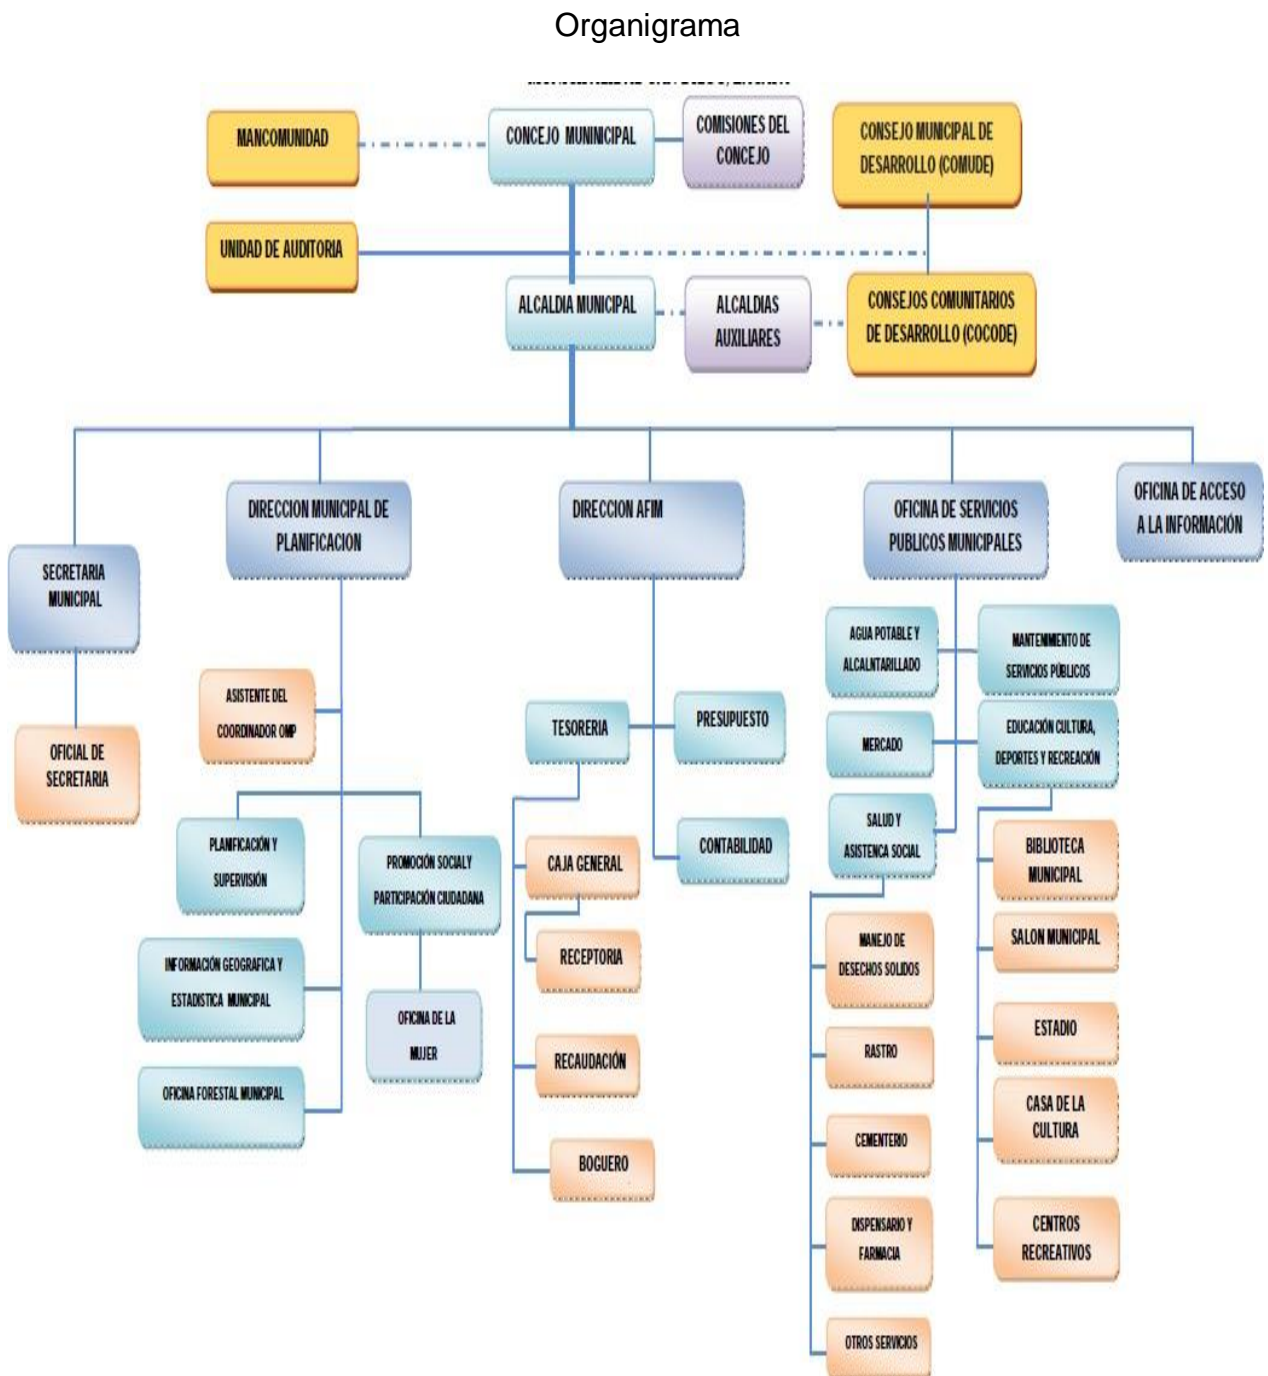 Organigrama
MANCOMUNIDAD
CONCEJO MUNINICIPAL
COMISIONES DEL
CONCEJO
CONSEJO MUNICIPAL DE
DESARROLLO (COMUDE)
UNIDAD DE AUDITORIA
ALCALDIA MUNICIPAL
ALCALDIAS
AUXILIARES
CONSEJOS COMUNITARIOS
DE DESARROLLO (COCODE)
SECRETARIA
MUNICIPAL
DIRECCION MUNICIPAL DE
PLANIFICACION
DIRECCION AFIM
OFICINA DE SERVICIOS
PUBLICOS MUNICIPALES
OFICINA DE ACCESO
A LA INFORMACIÓN
OFICIAL DE
SECRETARIA
ASISTENTE DEL
COORDINADOR OMP
PLANIFICACIÓN Y
SUPERVISIÓN
PROMOCIÓN SOCIAL Y
PARTICIPACIÓN CIUDADANA
INFORMACIÓN GEOGRAFICA Y
ESTADISTICA MUNICIPAL
OFICINA DE LA
MUJER
OFICINA FORESTAL MUNICIPAL
TESORERIA
PRESUPUESTO
CONTABILIDAD
CAJA GENERAL
RECEPTORIA
RECAUDACIÓN
BOGUERO
AGUA POTABLE Y
ALCALNTARILLADO
MANTENIMIENTO DE
SERVICIOS PÚBLICOS
MERCADO
EDUCACIÓN CULTURA,
DEPORTES Y RECREACIÓN
SALUD Y
ASISTENCA SOCIAL
MANEJO DE
DESECHOS SOLIDOS
RASTRO
CEMENTERIO
DISPENSARIO Y
FARMACIA
OTROS SERVICIOS
BIBLIOTECA
MUNICIPAL
SALON MUNICIPAL
ESTADIO
CASA DE LA
CULTURA
CENTROS
RECREATIVOS